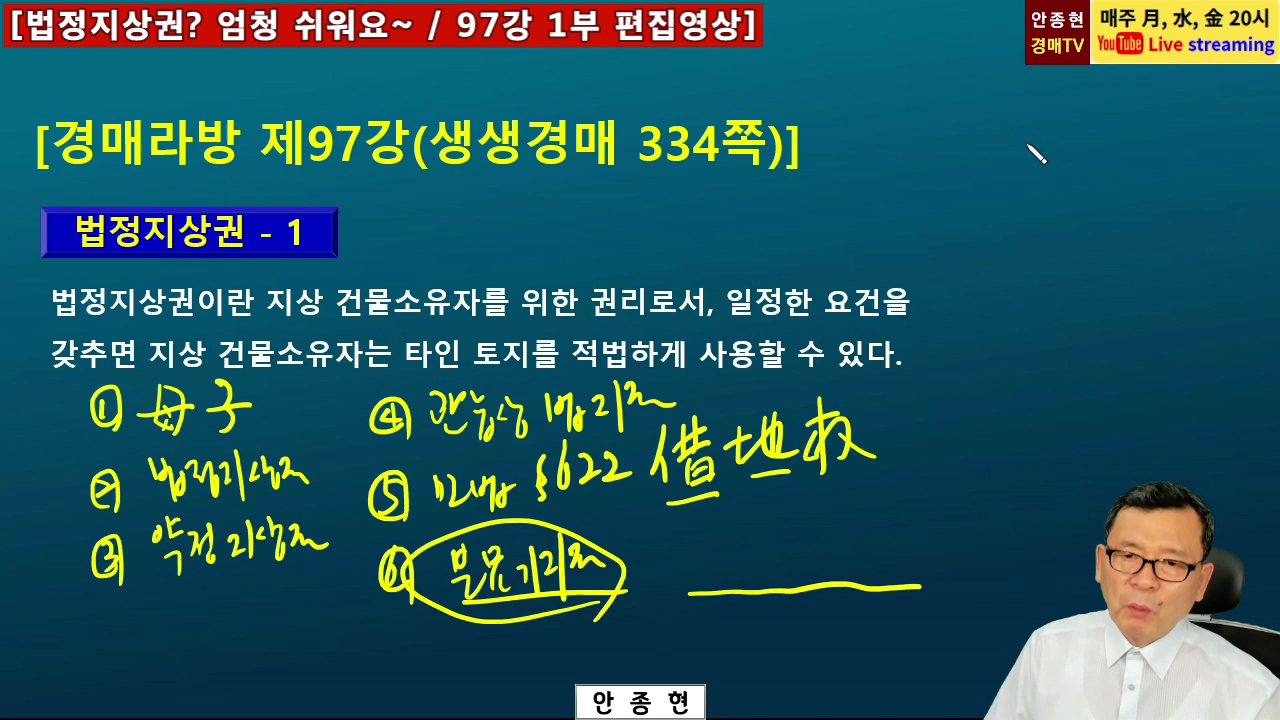 [법정지상권? 엄청 쉬워요~ / 97강 1부 편집영상]
안종현
경매TV
매주 月, 水, 金 20시
YouTube Live streaming
[경매라방 제97강(생생경매 334쪽)]
법정지상권 - 1
법정지상권이란 지상 건물소유자를 위한 권리로서, 일정한 요건을
갖추면 지상 건물소유자는 타인 토지를 적법하게 사용할 수 있다.
① 母子
② 법정지상권
③ 약정지상권
④ 관습상 법지권
⑤ 민법 §622 借地权
⑥ 분묘기지권
안 종 현